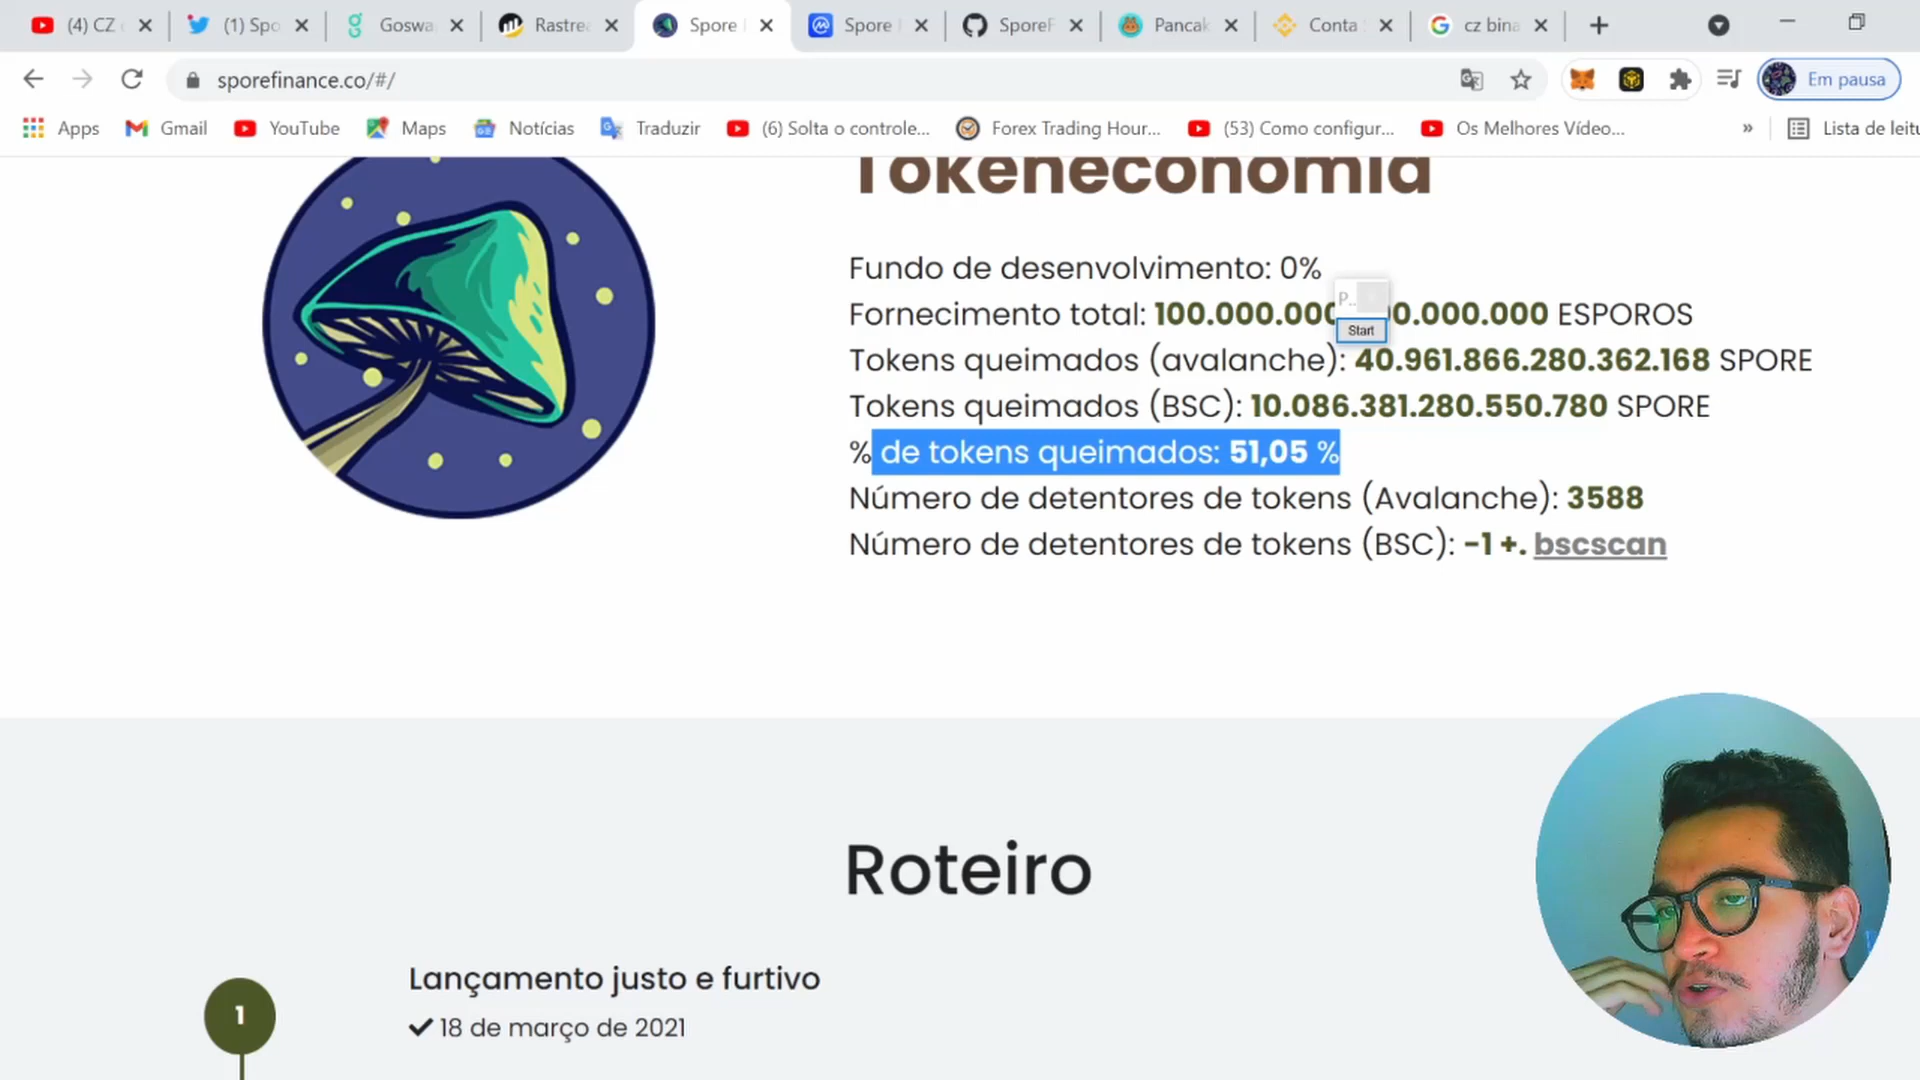 (4) CZ
(1) Spo
Goswa
Rastrea
Spore
Spore
SporeF
Pancak
Conta
cz bina
sporefinance.co/#/
Em pausa
Apps
Gmail
YouTube
Maps
Notícias
Traduzir
(6) Solta o controle...
Forex Trading Hour...
(53) Como configur...
Os Melhores Vídeo...
»
Lista de leitu
Tokeneconomia
Fundo de desenvolvimento: 0%
P..
Fornecimento total: 100.000.000 0.000.000 ESPOROS
Start
Tokens queimados (avalanche): 40.961.866.280.362.168 SPORE
Tokens queimados (BSC): 10.086.381.280.550.780 SPORE
% de tokens queimados: 51,05 %
Número de detentores de tokens (Avalanche): 3588
Número de detentores de tokens (BSC): -1 +. bscscan
Roteiro
Lançamento justo e furtivo
1
18 de março de 2021